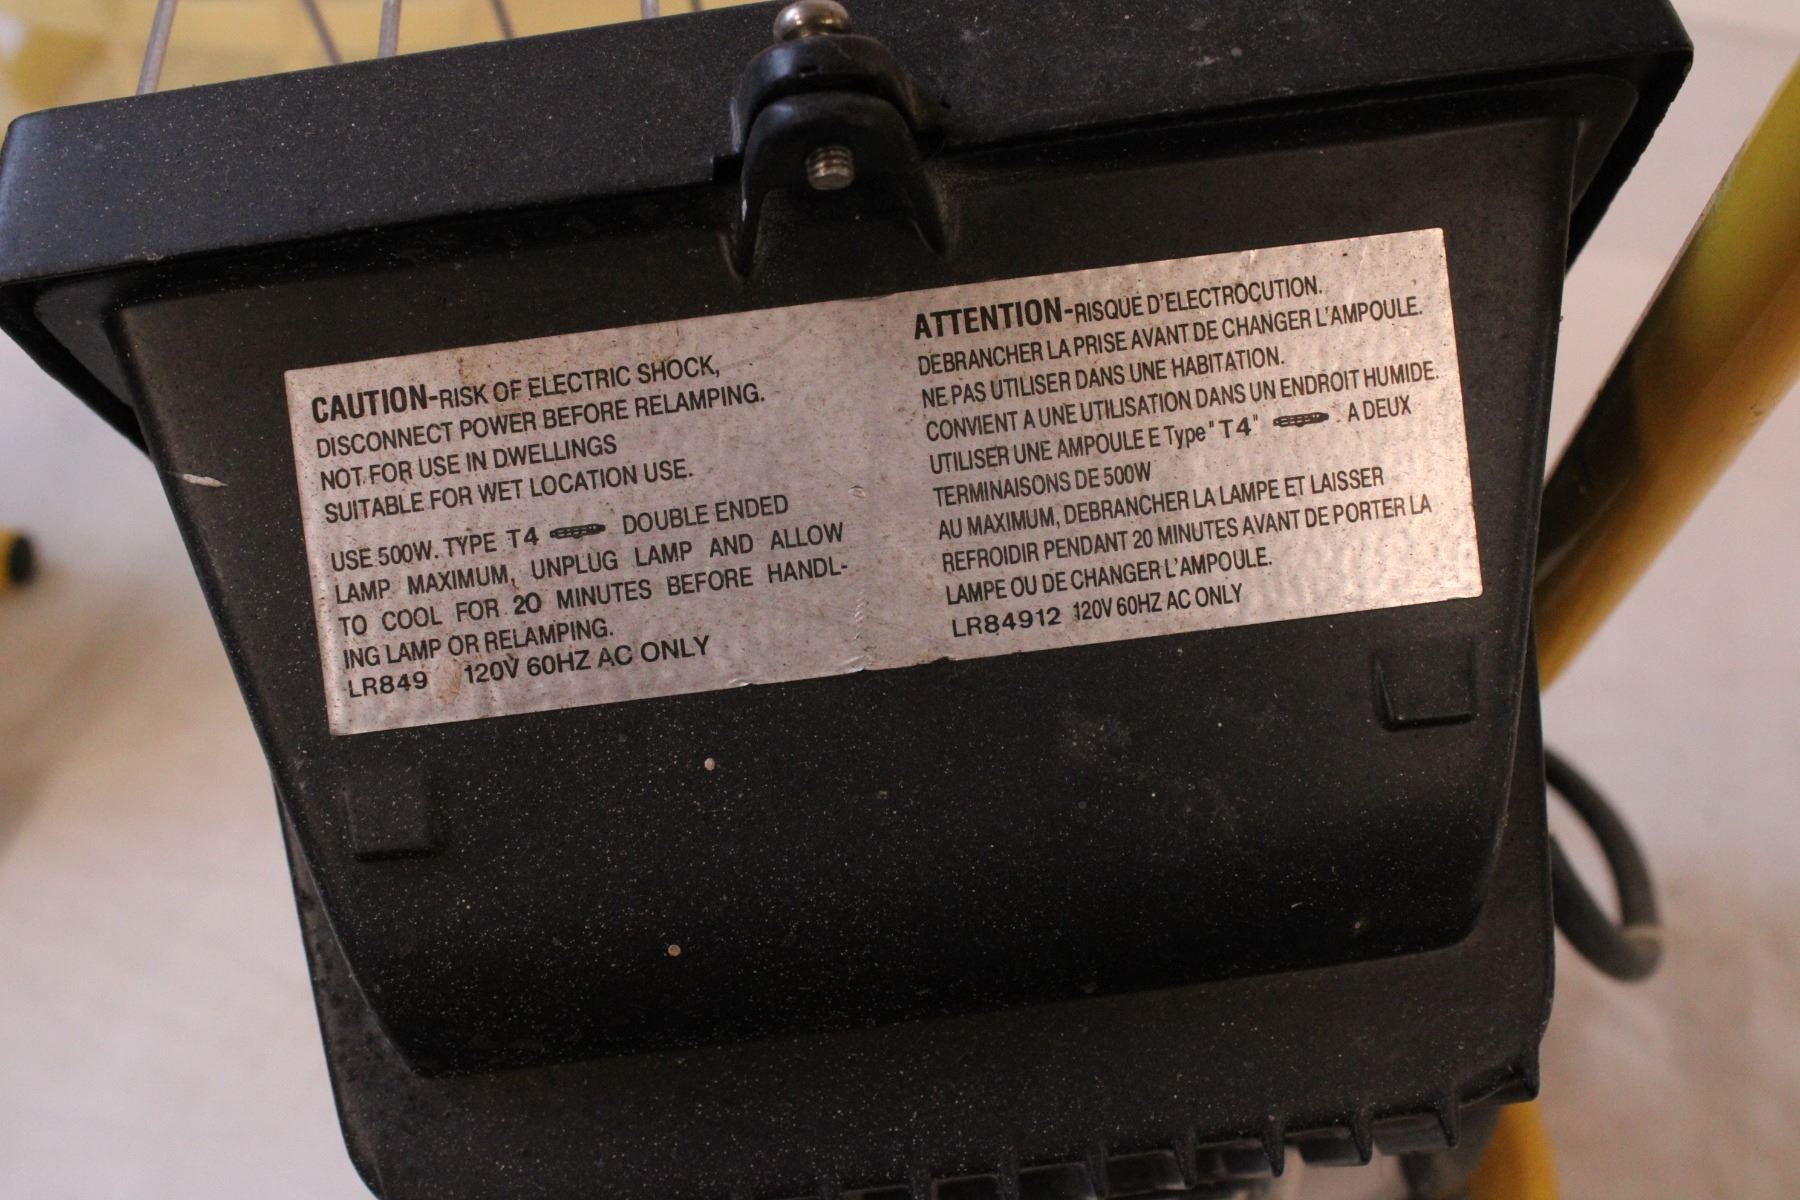 CAUTION-RISK OF ELECTRIC SHOCK,
DISCONNECT POWER BEFORE RELAMPING.
NOT FOR USE IN DWELLINGS
SUITABLE FOR WET LOCATION USE.
USE 500W. TYPE T4 DOUBLE ENDED
LAMP MAXIMUM, UNPLUG LAMP AND ALLOW
TO COOL FOR 20 MINUTES BEFORE HANDL-
ING LAMP OR RELAMPING.
LR849 120V 60HZ AC ONLY
ATTENTION-RISQUE D'ELECTROCUTION.
DEBRANCHER LA PRISE AVANT DE CHANGER L'AMPOULE.
NE PAS UTILISER DANS UNE HABITATION.
CONVIENT A UNE UTILISATION DANS UN ENDROIT HUMIDE.
UTILISER UNE AMPOULE E Type "T4" A DEUX
TERMINAISONS DE 500W
AU MAXIMUM, DEBRANCHER LA LAMPE ET LAISSER
REFROIDIR PENDANT 20 MINUTES AVANT DE PORTER LA
LAMPE OU DE CHANGER L'AMPOULE.
LR84912 120V 60HZ AC ONLY